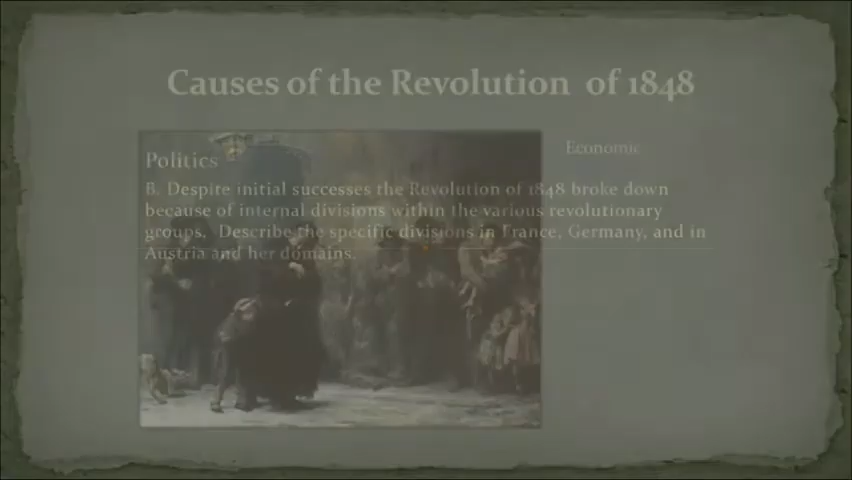 Causes of the Revolution of 1848
Economic
Politics
B. Despite initial successes the Revolution of 1848 broke down
because of internal divisions within the various revolutionary
groups. Describe the specific divisions in France, Germany, and in
Austria and her domains.